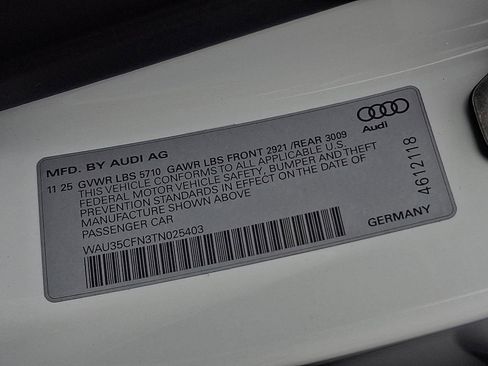 Audi
MFD. BY AUDI AG
11 25 GVWR LBS 5710 GAWR LBS FRONT 2921 /REAR 3009
THIS VEHICLE CONFORMS TO ALL APPLICABLE U.S.
FEDERAL MOTOR VEHICLE SAFETY, BUMPER AND THEFT
PREVENTION STANDARDS IN EFFECT ON THE DATE OF
MANUFACTURE SHOWN ABOVE
PASSENGER CAR
WAU35CFN3TN025403
4612118
GERMANY